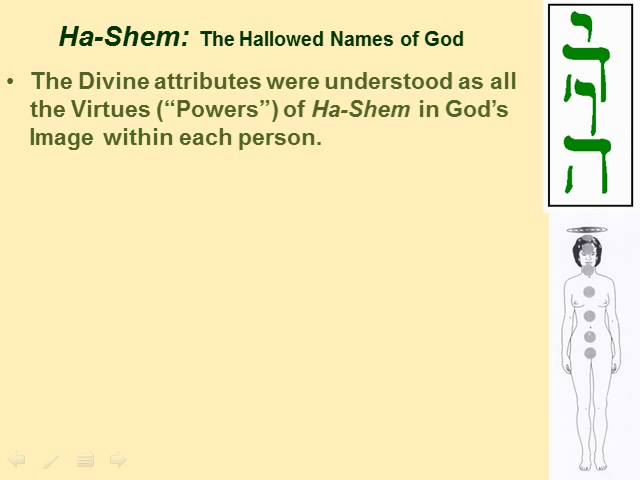 Ha-Shem: The Hallowed Names of God
• The Divine attributes were understood as all
the Virtues (“Powers”) of Ha-Shem in God’s
Image within each person.
י
ה
ו
ה